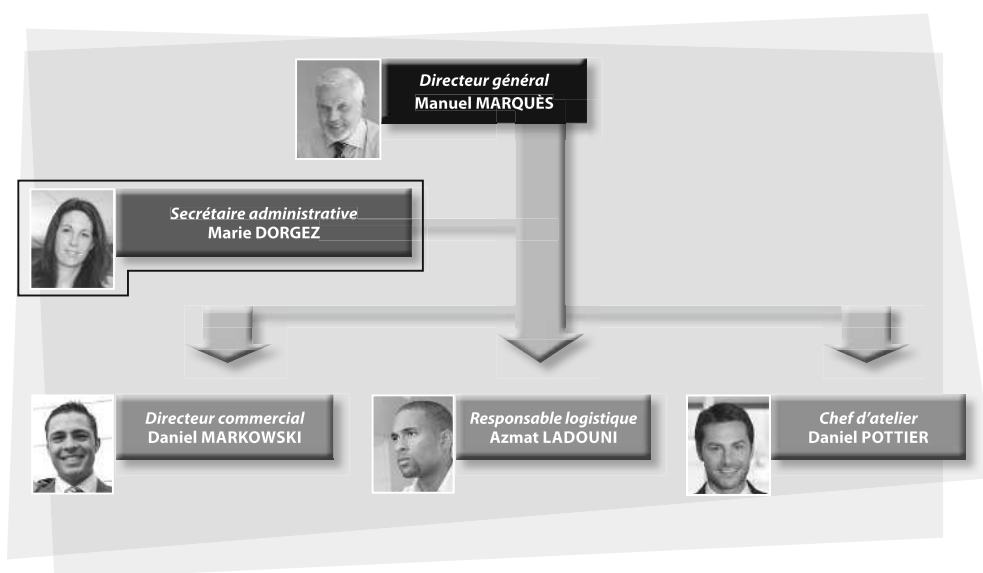 Directeur général
Manuel MARQUÈS
Secrétaire administrative
Marie DORGEZ
Directeur commercial
Daniel MARKOWSKI
Responsable logistique
Azmat LADOUNI
Chef d'atelier
Daniel POTTIER